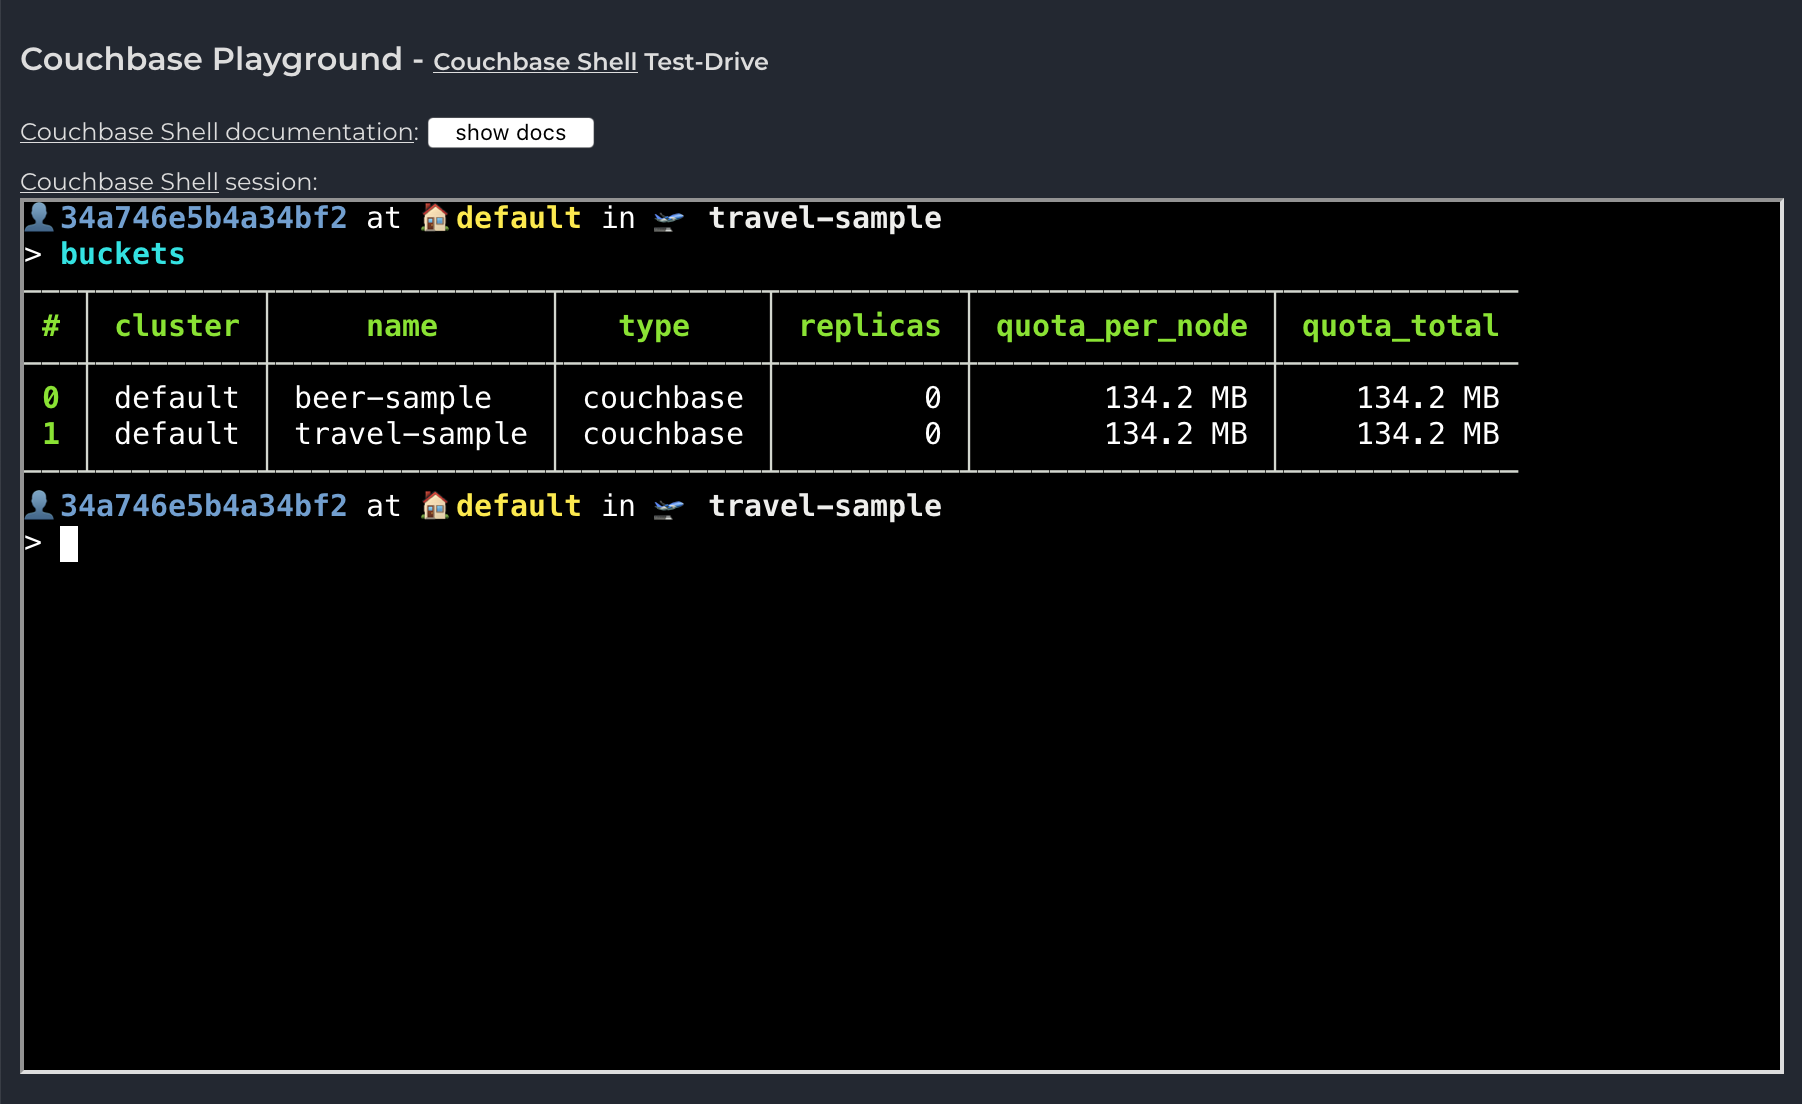 Couchbase Playground - Couchbase Shell Test-Drive
Couchbase Shell documentation: show docs
Couchbase Shell session:
34a746e5b4a34bf2 at default in travel-sample
> buckets
# cluster name type replicas quota_per_node quota_total
0 default beer-sample couchbase 0 134.2 MB 134.2 MB
1 default travel-sample couchbase 0 134.2 MB 134.2 MB
34a746e5b4a34bf2 at default in travel-sample
>